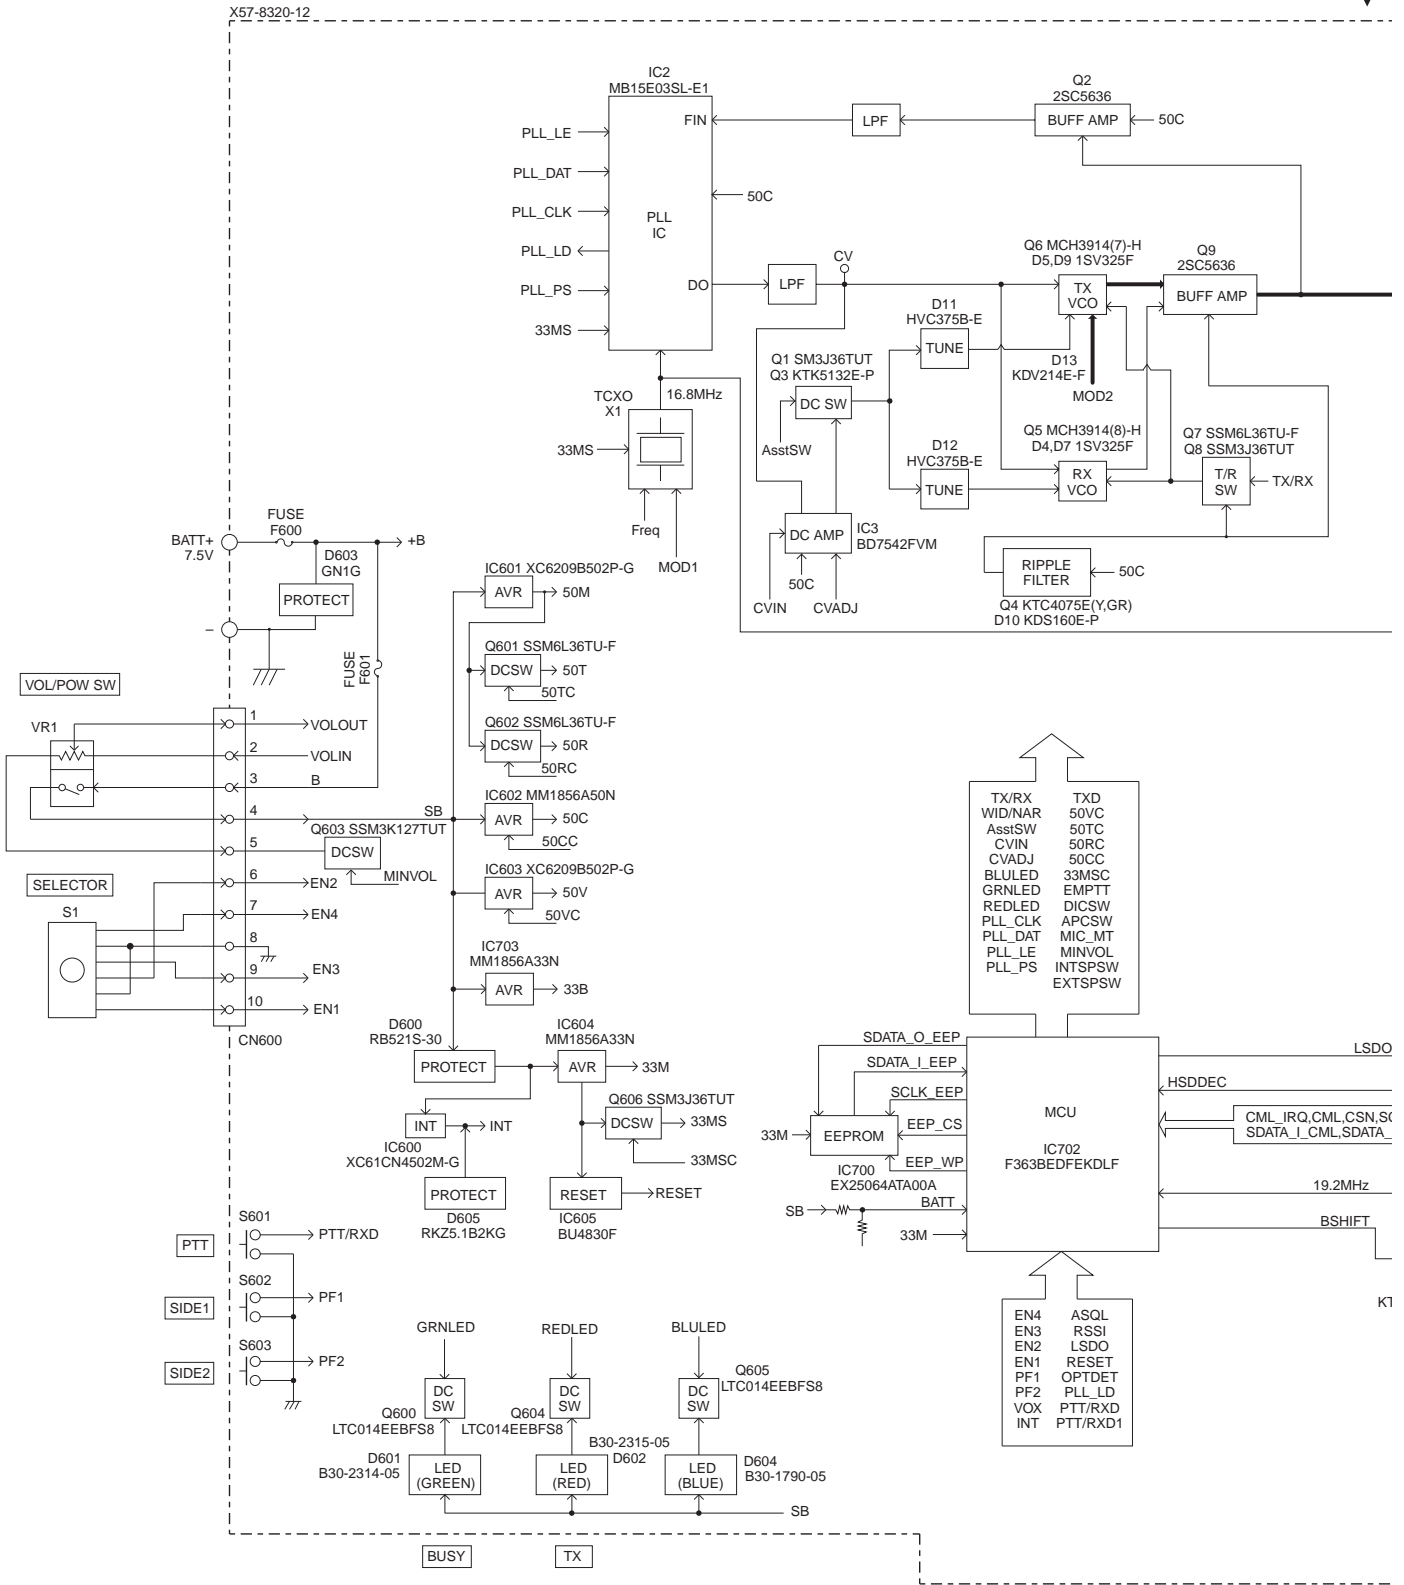 X57-8320-12
IC2
MB15E03SL-E1
PLL_LE
PLL_DAT
PLL_CLK
PLL_LD
PLL_PS
33MS
FIN
PLL
IC
DO
50C
LPF
Q2
2SC5636
BUFF AMP
50C
LPF
CV
Q6 MCH3914(7)-H
D5,D9 1SV325F
TX
VCO
Q9
2SC5636
BUFF AMP
D11
HVC375B-E
TUNE
D13
KDV214E-F
MOD2
Q1 SM3J36TUT
Q3 KTK5132E-P
DC SW
AsstSW
TCXO
X1
16.8MHz
33MS
Freq
MOD1
D12
HVC375B-E
TUNE
Q5 MCH3914(8)-H
D4,D7 1SV325F
RX
VCO
Q7 SSM6L36TU-F
Q8 SSM3J36TUT
T/R
SW
TX/RX
DC AMP
IC3
BD7542FVM
50C
CVIN
CVADJ
RIPPLE
FILTER
50C
Q4 KTC4075E(Y,GR)
D10 KDS160E-P
FUSE
F600
BATT+
7.5V
+B
D603
GN1G
PROTECT
–
FUSE
F601
IC601 XC6209B502P-G
AVR
50M
Q601 SSM6L36TU-F
DCSW
50T
50TC
Q602 SSM6L36TU-F
DCSW
50R
50RC
IC602 MM1856A50N
AVR
50C
50CC
IC603 XC6209B502P-G
AVR
50V
50VC
IC703
MM1856A33N
AVR
33B
VOL/POW SW
VR1
1
VOLOUT
2
VOLIN
3
B
4
SB
Q603 SSM3K127TUT
5
DCSW
MINVOL
6
EN2
SELECTOR
S1
7
EN4
8
9
EN3
10
EN1
CN600
D600
RB521S-30
PROTECT
IC604
MM1856A33N
AVR
33M
Q606 SSM3J36TUT
DCSW
33MS
33MSC
INT
INT
IC600
XC61CN4502M-G
PROTECT
D605
RKZ5.1B2KG
RESET
RESET
IC605
BU4830F
TX/RX TXD
WID/NAR 50VC
AsstSW 50TC
CVIN 50RC
CVADJ 50CC
BLULED 33MSC
GRNLED EMPTT
REDLED DICSW
PLL_CLK APCSW
PLL_DAT MIC_MT
PLL_LE MINVOL
PLL_PS INTSPSW
EXTSPSW
SDATA_O_EEP
SDATA_I_EEP
SCLK_EEP
EEP_CS
EEP_WP
33M
EEPROM
IC700
EX25064ATA00A
SB
BATT
33M
MCU
IC702
F363BEDFEKDLF
LSDO
HSDDEC
CML_IRQ,CML,CSN,SC
SDATA_I_CML,SDATA_
19.2MHz
BSHIFT
KT
EN4 ASQL
EN3 RSSI
EN2 LSDO
EN1 RESET
PF1 OPTDET
PF2 PLL_LD
VOX PTT/RXD
INT PTT/RXD1
PTT
S601
PTT/RXD
SIDE1
S602
PF1
SIDE2
S603
PF2
GRNLED
DC
SW
Q600
LTC014EEBFS8
D601
B30-2314-05
LED
(GREEN)
REDLED
DC
SW
Q604
LTC014EEBFS8
B30-2315-05
D602
LED
(RED)
BLULED
DC
SW
Q605
LTC014EEBFS8
LED
(BLUE)
D604
B30-1790-05
SB
BUSY
TX